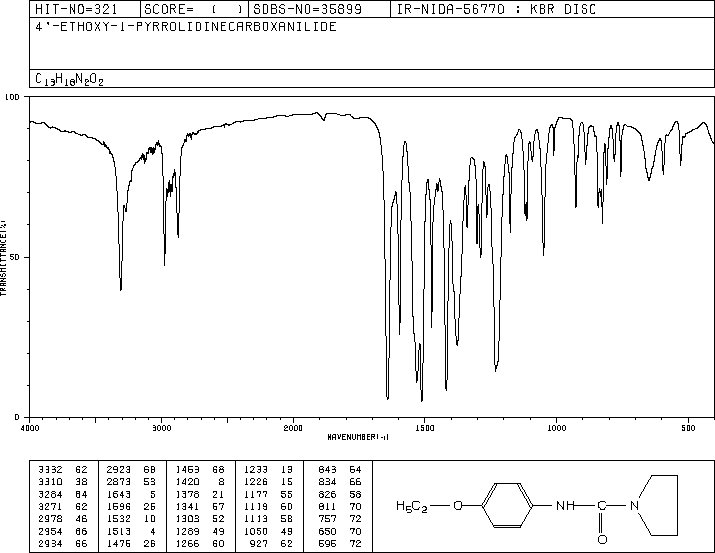 HIT-NO=321 SCORE= ( ) SDBS-NO=35899 IR-NIDA-56770 : KBR DISC
4'-ETHOXY-1-PYRROLIDINECARBOXANILIDE
C13H18N2O2
100
50
0
TRANSMITTANCE(%)
4000 3000 2000 1500 1000 500
WAVENUMBER(-1)
3332 62 2923 68 1453 68 1233 13 843 64
3310 38 2873 53 1420 8 1226 15 834 66
3284 64 1643 5 1378 21 1177 55 826 58
3271 62 1596 26 1341 57 1119 60 811 70
2978 46 1532 10 1303 52 1113 58 757 72
2954 66 1513 4 1289 49 1050 49 650 70
2934 66 1476 26 1266 60 927 62 596 72
H5C2 O NH C N
O